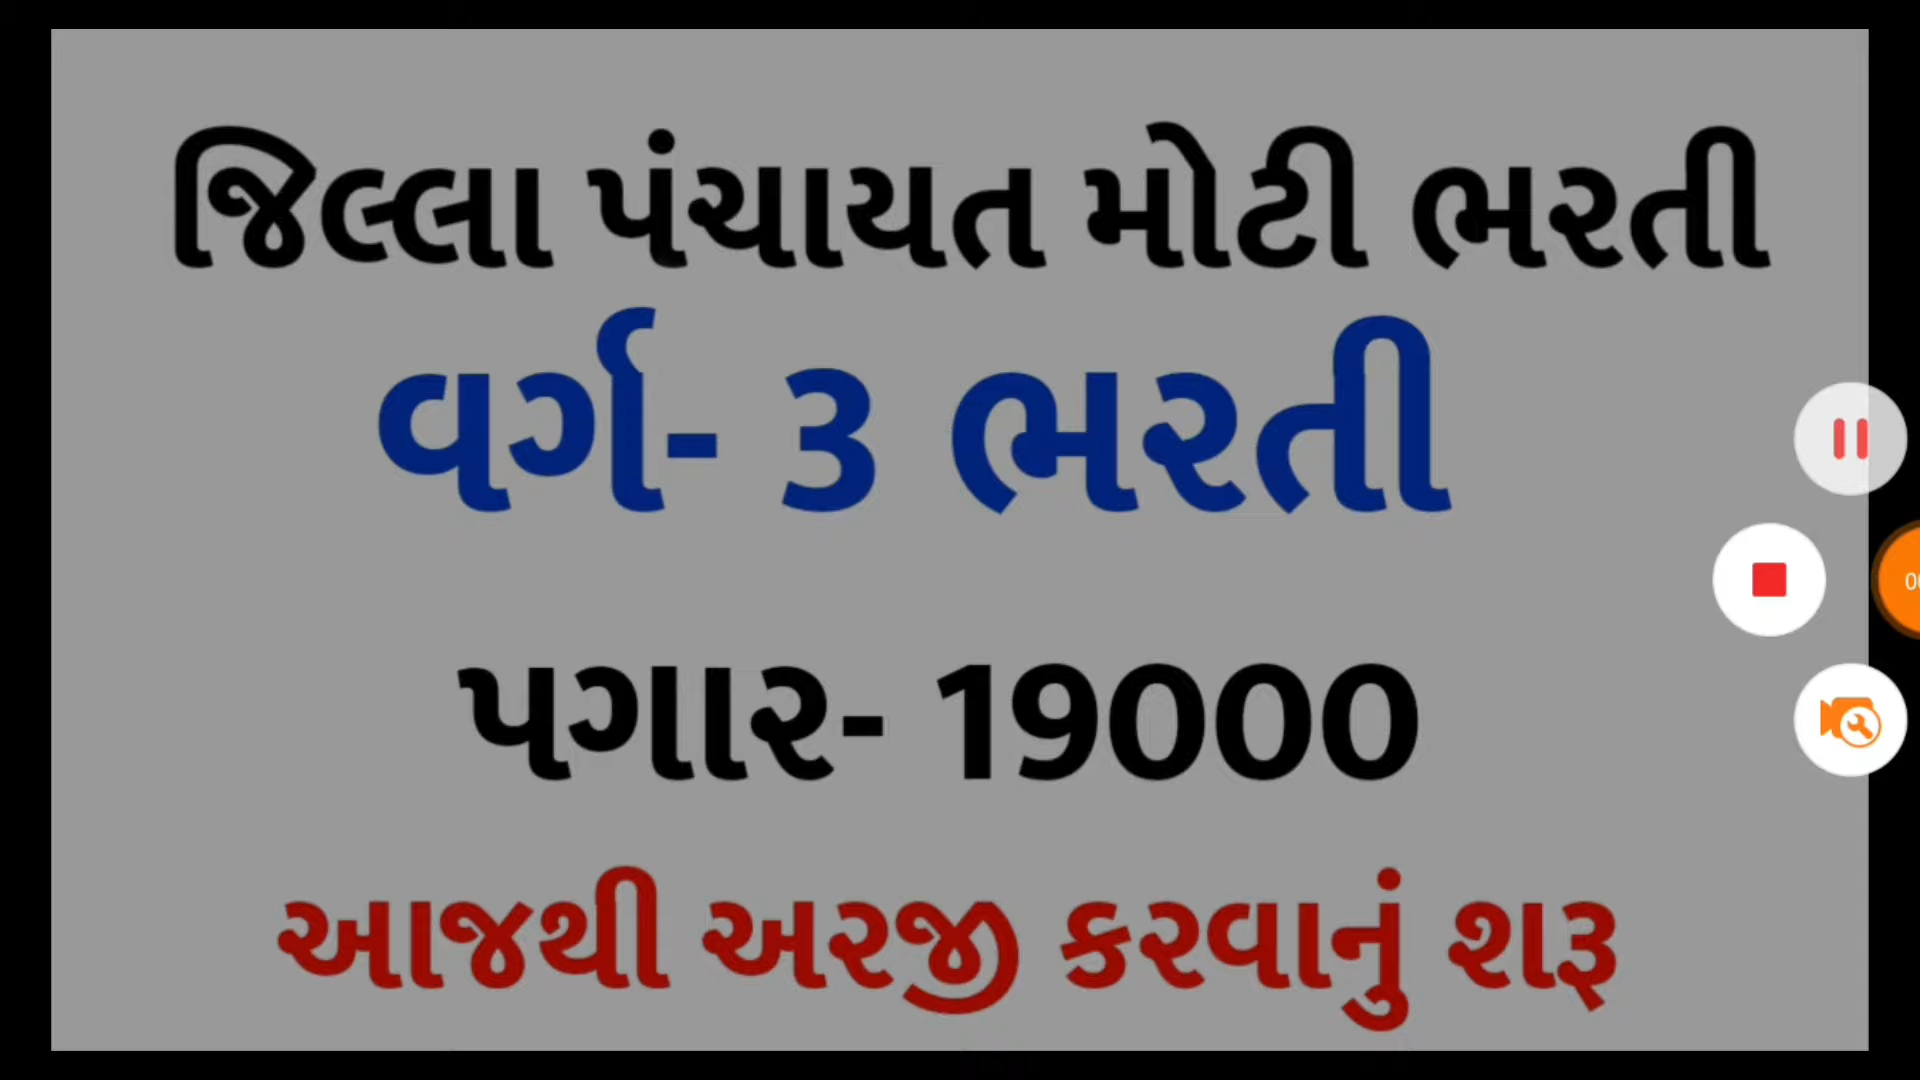 જિલ્લા પંચાયત મોટી ભરતી
વર્ગ- 3 ભરતી
પગાર- 19000
આજથી અરજી કરવાનું શરૂ